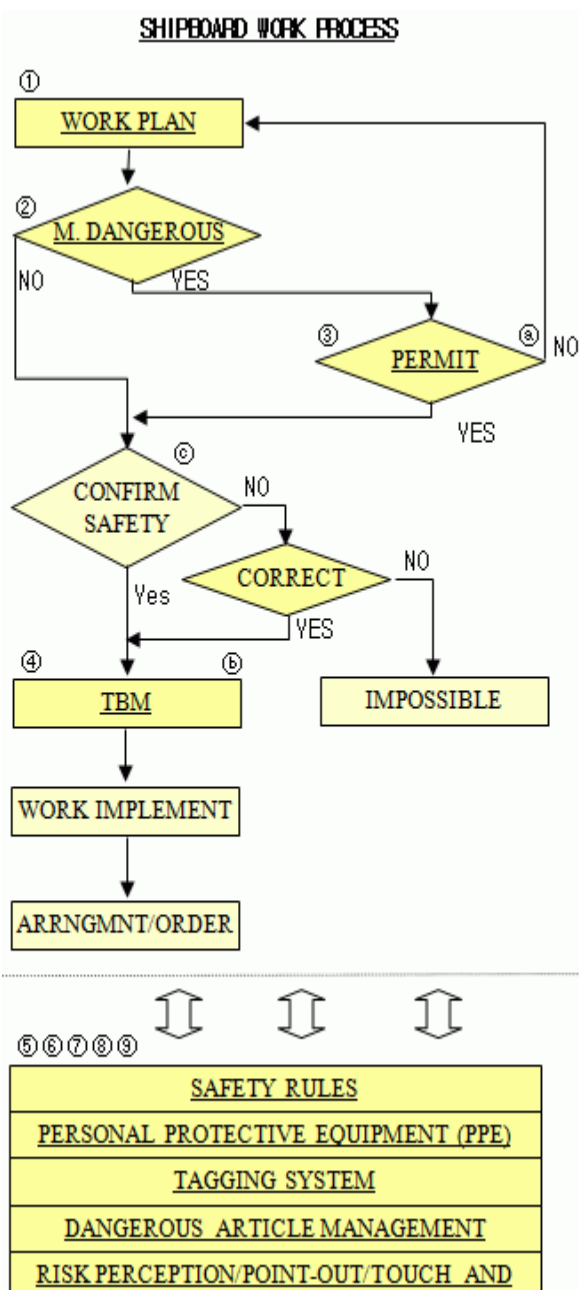 SHIPBOARD WORK PROCESS
①
WORK PLAN
②
M. DANGEROUS
NO
YES
③
ⓐ
PERMIT
NO
YES
ⓒ
CONFIRM
SAFETY
NO
CORRECT
NO
Yes
YES
④
ⓑ
TBM
IMPOSSIBLE
WORK IMPLEMENT
ARRNGMNT/ORDER
⑤⑥⑦⑧⑨
SAFETY RULES
PERSONAL PROTECTIVE EQUIPMENT (PPE)
TAGGING SYSTEM
DANGEROUS ARTICLE MANAGEMENT
RISK PERCEPTION/POINT-OUT/TOUCH AND